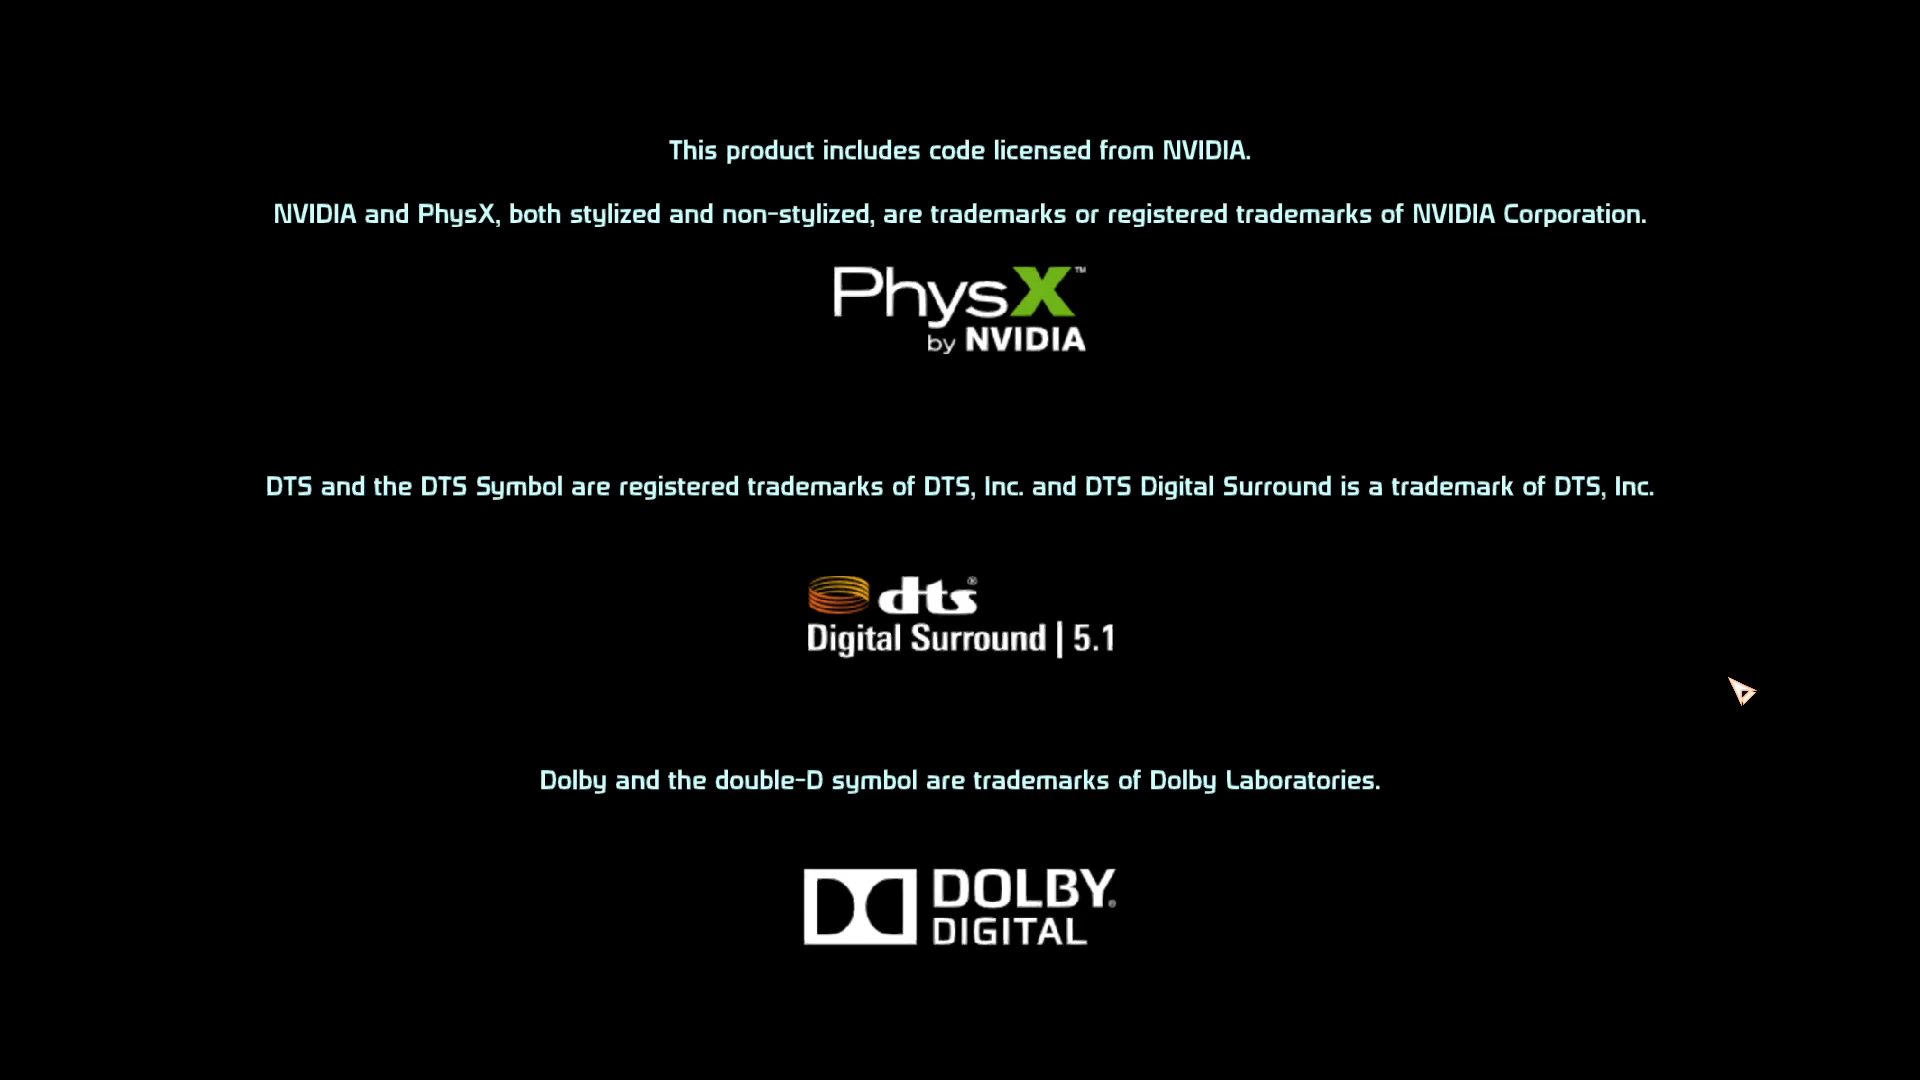 This product includes code licensed from NVIDIA.
NVIDIA and PhysX, both stylized and non-stylized, are trademarks or registered trademarks of NVIDIA Corporation.
PhysX™
by NVIDIA
DTS and the DTS Symbol are registered trademarks of DTS, Inc. and DTS Digital Surround is a trademark of DTS, Inc.
dts®
Digital Surround | 5.1
Dolby and the double-D symbol are trademarks of Dolby Laboratories.
DOLBY®
DIGITAL